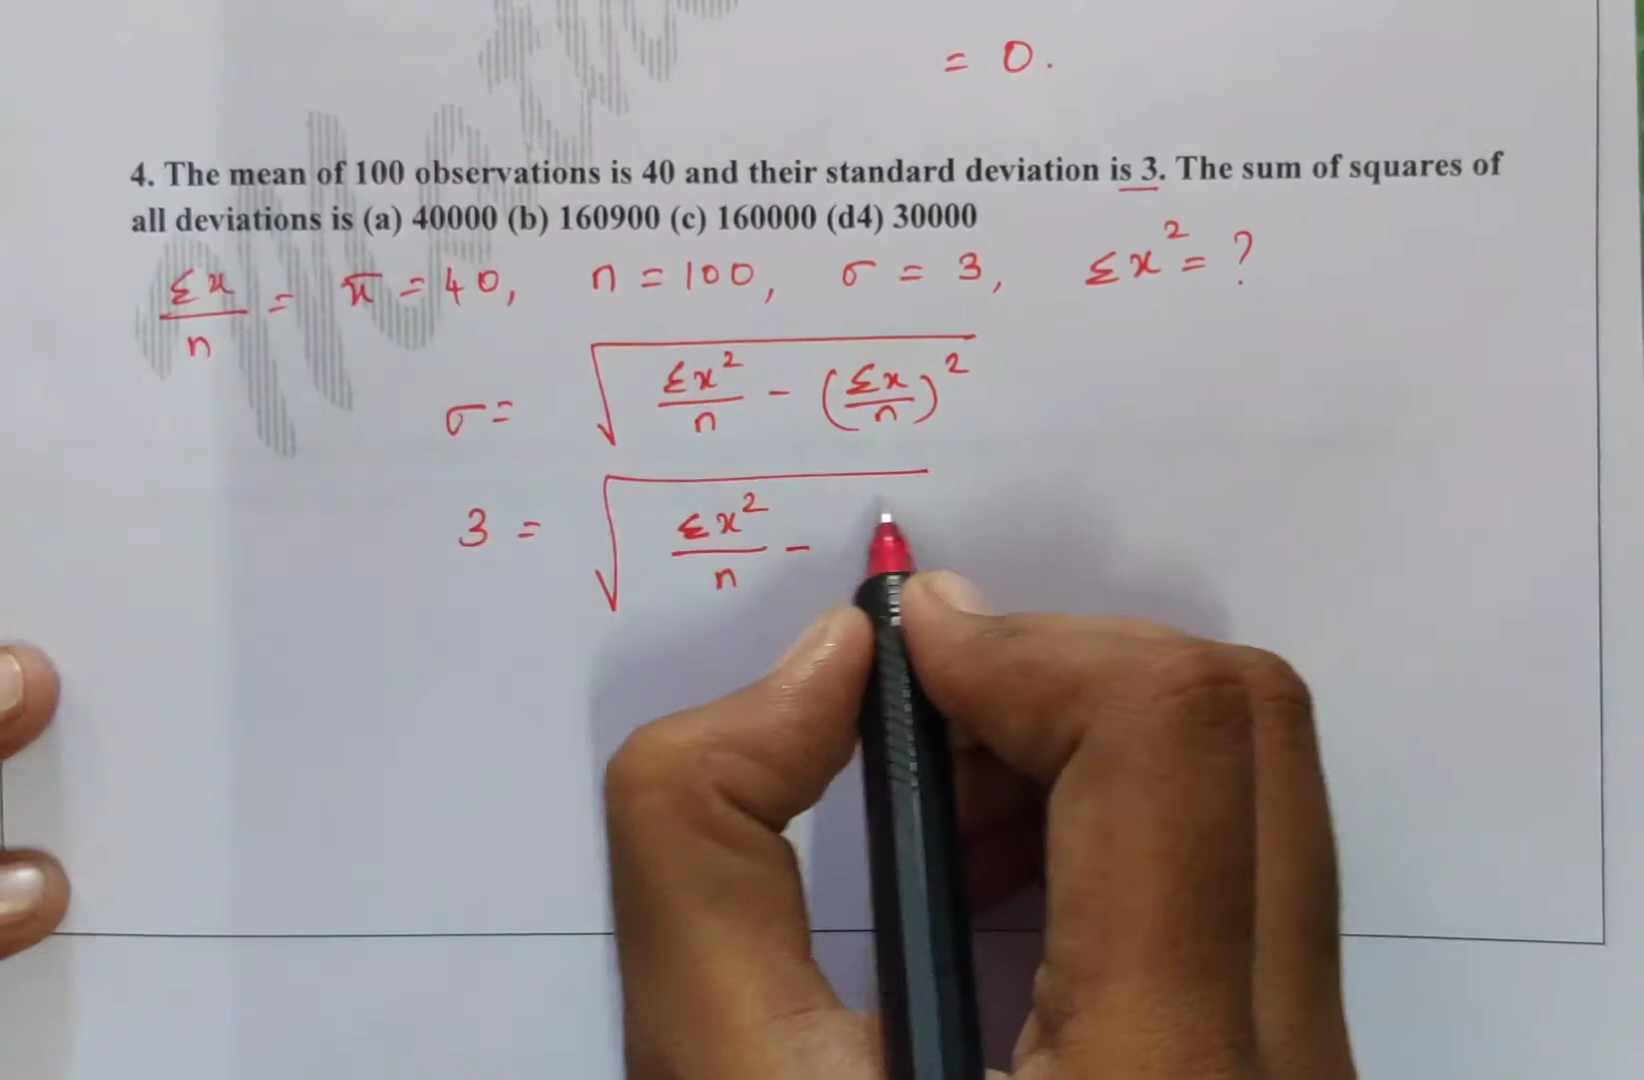 = 0.
4. The mean of 100 observations is 40 and their standard deviation is 3. The sum of squares of
all deviations is (a) 40000 (b) 160900 (c) 160000 (d4) 30000
Σx/n = x̄ = 40, n = 100, σ = 3, Σx² = ?
σ = √(Σx²/n - (Σx/n)²)
3 = √(Σx²/n -